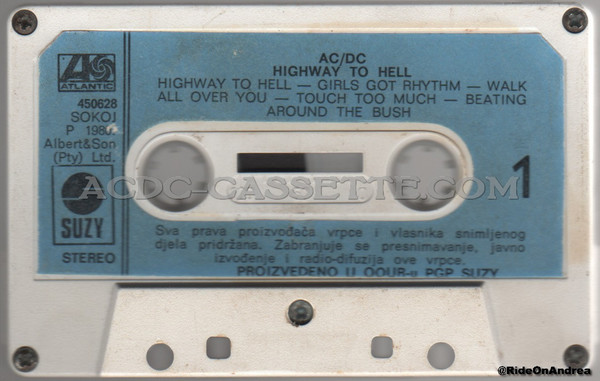 AC/DC
HIGHWAY TO HELL
HIGHWAY TO HELL — GIRLS GOT RHYTHM — WALK
ALL OVER YOU — TOUCH TOO MUCH — BEATING
AROUND THE BUSH
ATLANTIC
450628
SOKOJ
P 1980.
Albert&Son
(Pty) Ltd.
SUZY
STEREO
1
ACDC-CASSETTE.COM
Sva prava proizvođača vrpce i vlasnika snimljenog
djela pridržana. Zabranjuje se presnimavanje, javno
izvođenje i radio-difuzija ove vrpce.
PROIZVEDENO U OOUR-u PGP SUZY
@RideOnAndrea